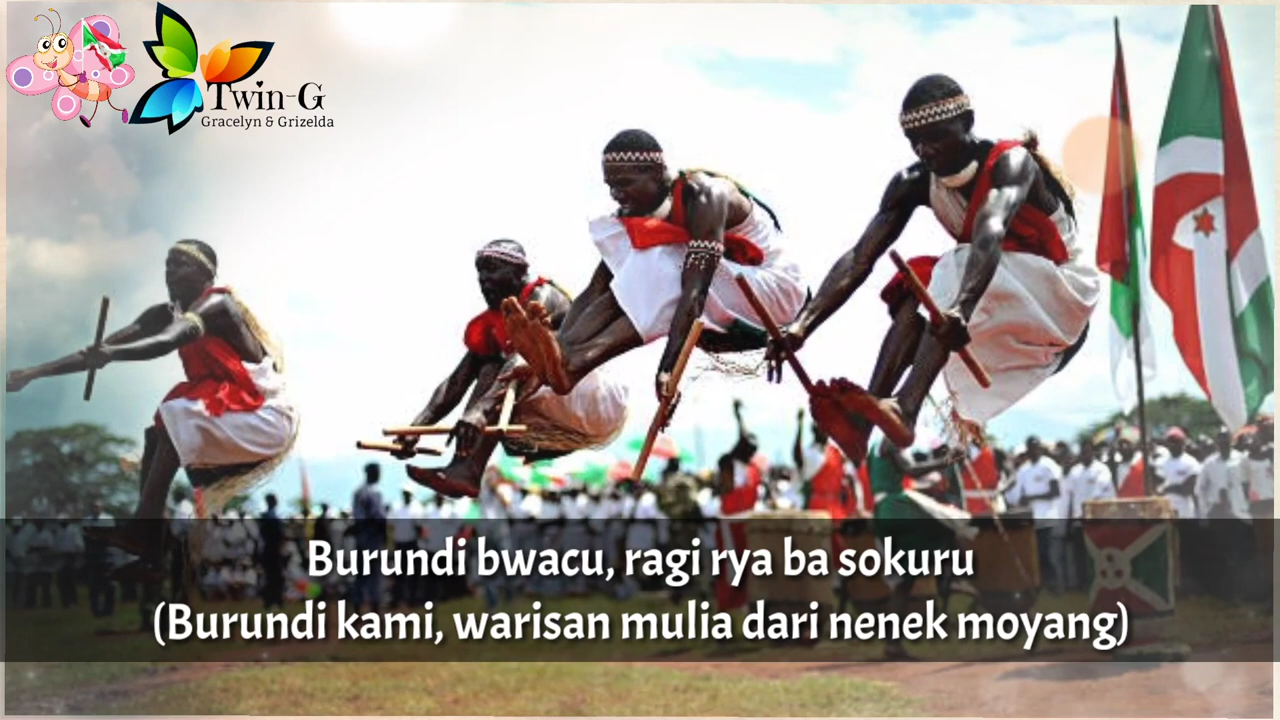 Twin-G
Gracelyn & Grizelda
Burundi bwacu, ragi rya ba sokuru
(Burundi kami, warisan mulia dari nenek moyang)